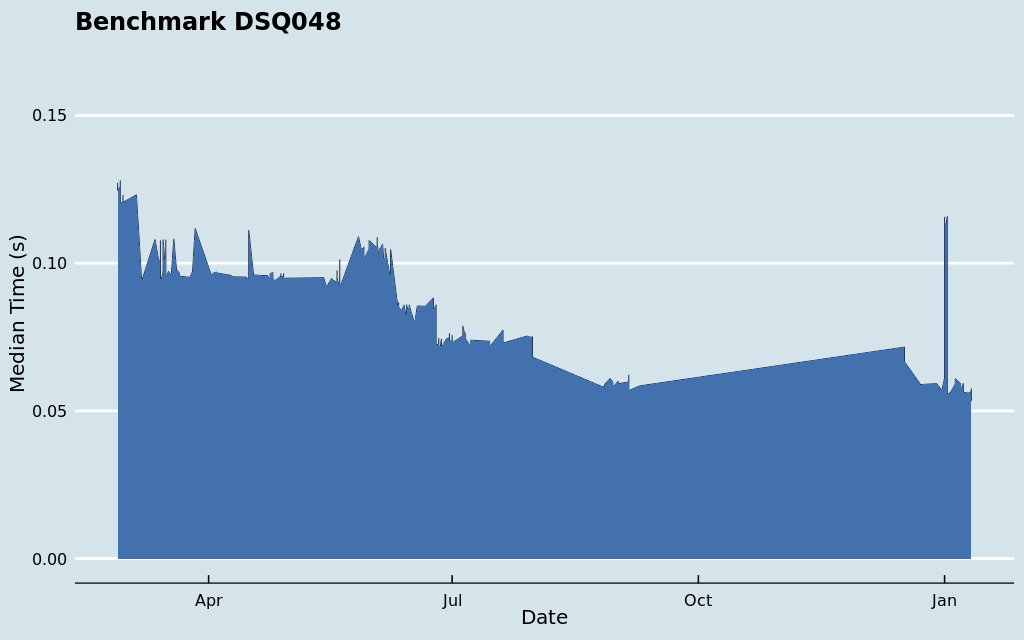 Benchmark DSQ048
0.15
0.10
0.05
0.00
Median Time (s)
Apr
Jul
Oct
Jan
Date